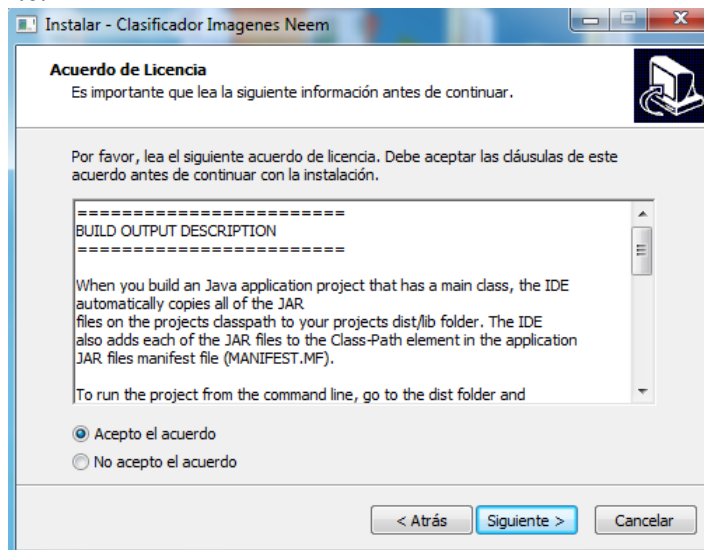 Instalar - Clasificador Imagenes Neem
Acuerdo de Licencia
Es importante que lea la siguiente información antes de continuar.
Por favor, lea el siguiente acuerdo de licencia. Debe aceptar las cláusulas de este
acuerdo antes de continuar con la instalación.
========================
BUILD OUTPUT DESCRIPTION
========================
When you build an Java application project that has a main class, the IDE
automatically copies all of the JAR
files on the projects classpath to your projects dist/lib folder. The IDE
also adds each of the JAR files to the Class-Path element in the application
JAR files manifest file (MANIFEST.MF).
To run the project from the command line, go to the dist folder and
Acepto el acuerdo
No acepto el acuerdo
< Atrás Siguiente > Cancelar